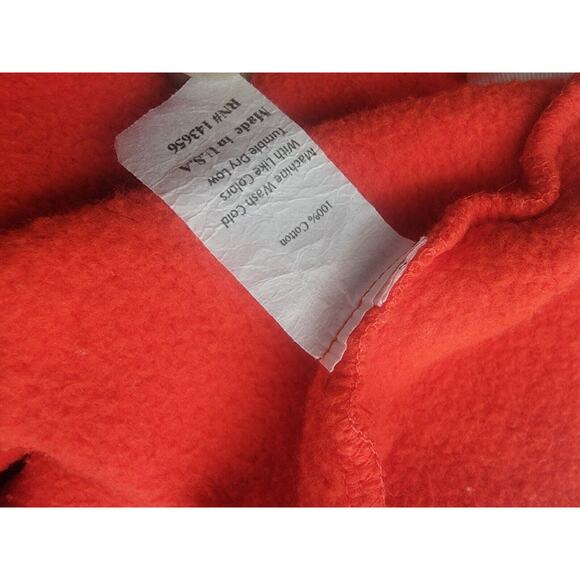 100% Cotton
Machine Wash Cold
With Like Colors
Tumble Dry Low
Made in U.S.A
RN# 143656